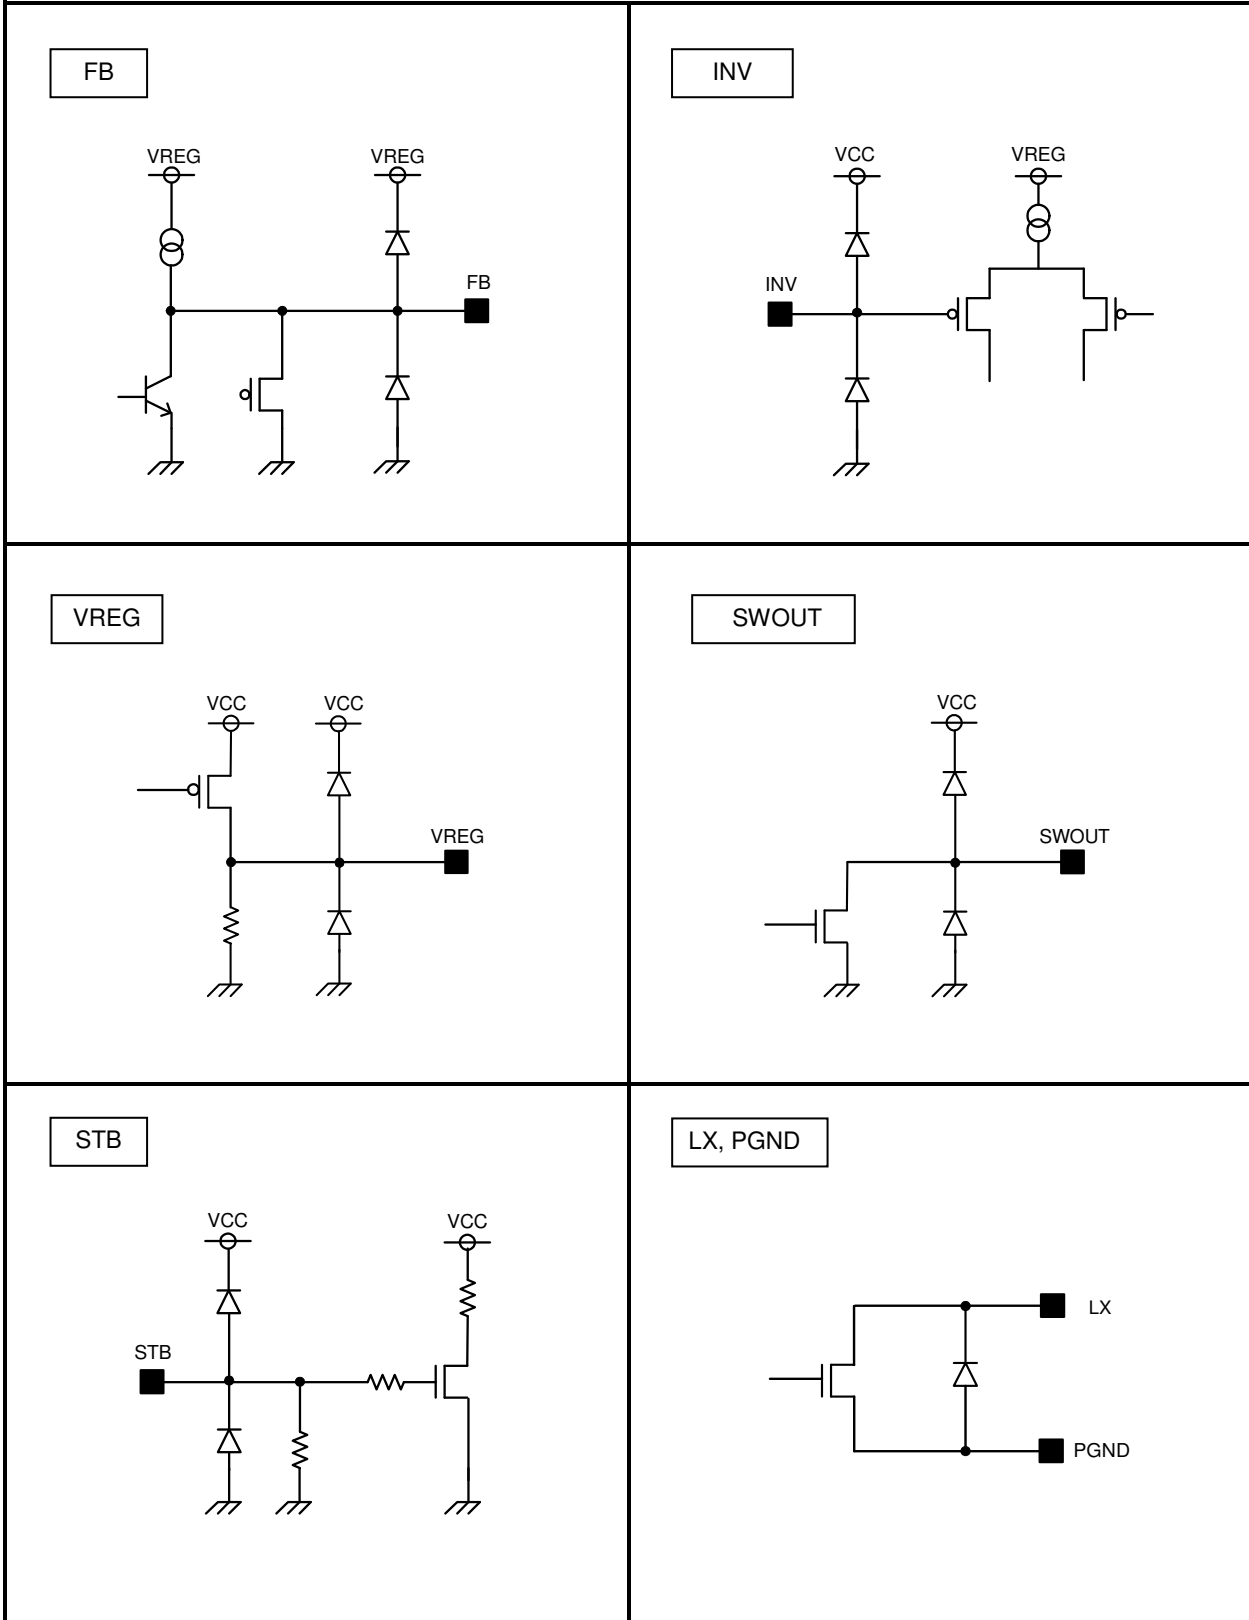 FB
VREG
VREG
FB
INV
VCC
VREG
INV
VREG
VCC
VCC
VREG
SWOUT
VCC
SWOUT
STB
VCC
VCC
STB
LX, PGND
LX
PGND